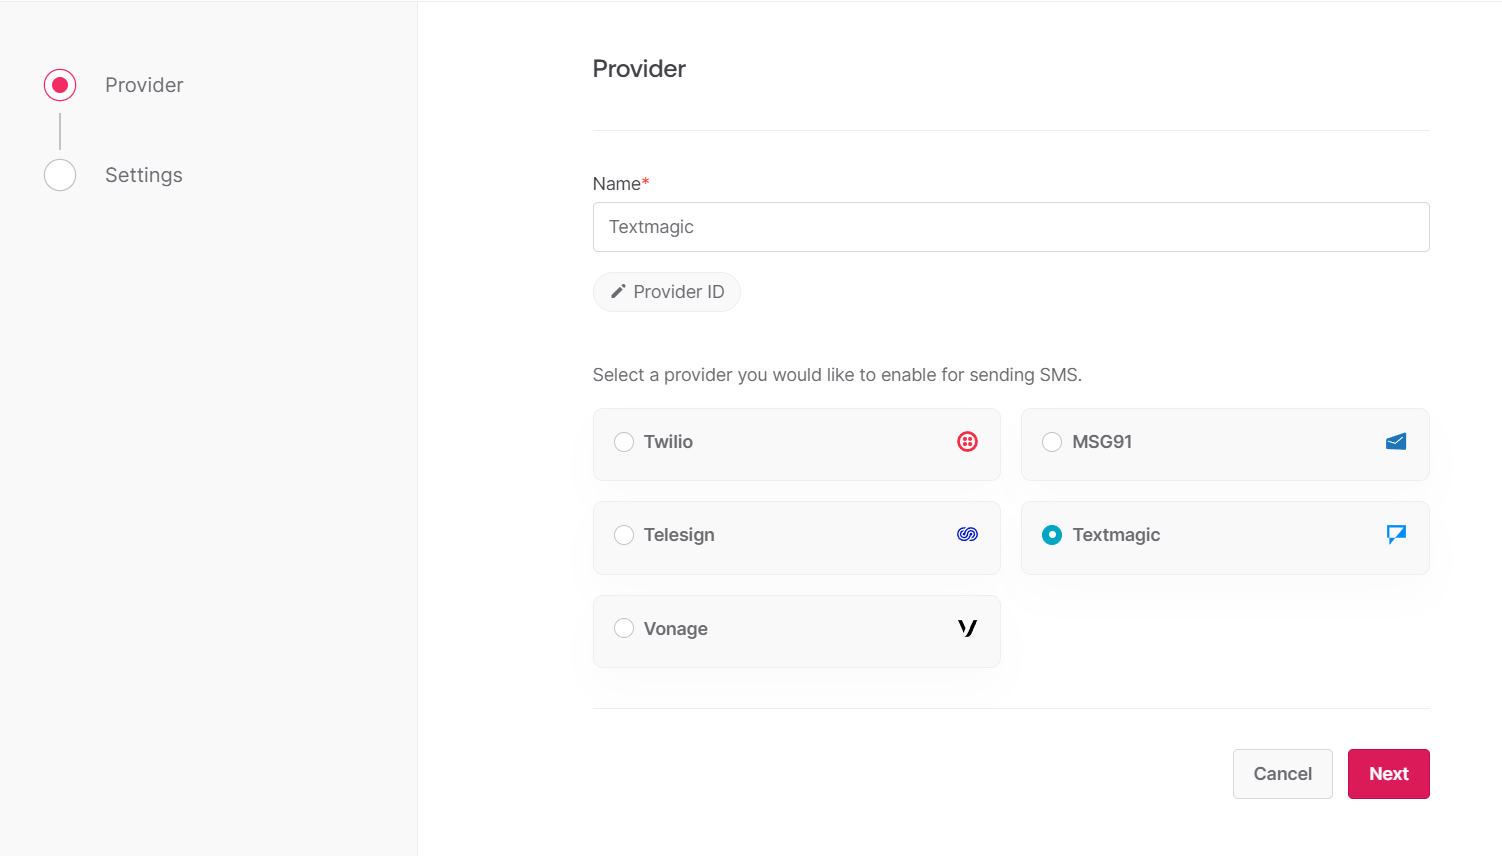 Provider
Settings
Provider
Name*
Textmagic
Provider ID
Select a provider you would like to enable for sending SMS.
Twilio
MSG91
Telesign
Textmagic
Vonage
Cancel
Next